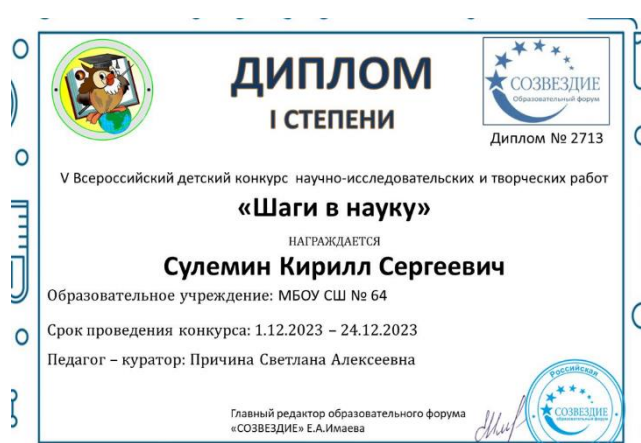 ДИПЛОМ
I СТЕПЕНИ
СОЗВЕЗДИЕ
Образовательный форум
Диплом № 2713
V Всероссийский детский конкурс научно-исследовательских и творческих работ
«Шаги в науку»
НАГРАЖДАЕТСЯ
Сулемин Кирилл Сергеевич
Образовательное учреждение: МБОУ СШ № 64
Срок проведения конкурса: 1.12.2023 – 24.12.2023
Педагог – куратор: Причина Светлана Алексеевна
Главный редактор образовательного форума
«СОЗВЕЗДИЕ» Е.А.Имаева
Российская
СОЗВЕЗДИЕ